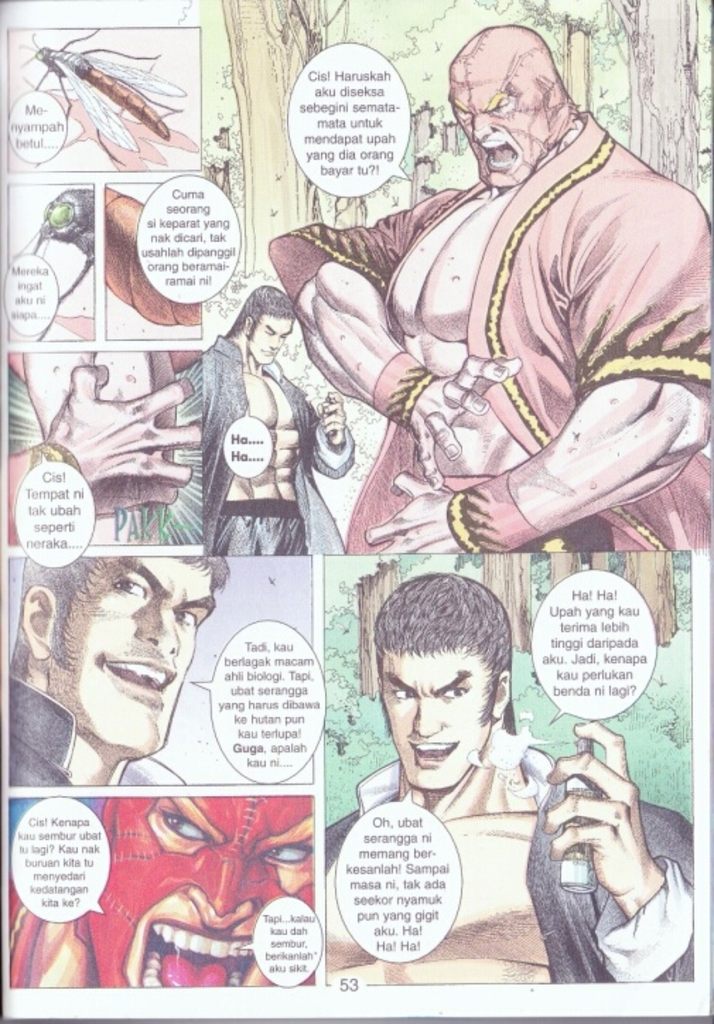 Me-
nyampah
betul....
Cis! Haruskah
aku diseksa
sebegini semata-
mata untuk
mendapat upah
yang dia orang
bayar tu?!
Mereka
ingat
aku ni
siapa....
Cuma
seorang
si keparat yang
nak dicari, tak
usahlah dipanggil
orang beramai-
ramai ni!
Ha....
Ha....
Cis!
Tempat ni
tak ubah
seperti
neraka....
PAKK
Tadi, kau
berlagak macam
ahli biologi. Tapi,
ubat serangga
yang harus dibawa
ke hutan pun
kau terlupa!
Guga, apalah
kau ni....
Ha! Ha!
Upah yang kau
terima lebih
tinggi daripada
aku. Jadi, kenapa
kau perlukan
benda ni lagi?
Oh, ubat
serangga ni
memang ber-
kesanlah! Sampai
masa ni, tak ada
seekor nyamuk
pun yang gigit
aku. Ha!
Ha! Ha!
Cis! Kenapa
kau sembur ubat
tu lagi? Kau nak
buruan kita tu
menyedari
kedatangan
kita ke?
Tapi...kalau
kau dah
sembur,
berikanlah
aku sikit.
53